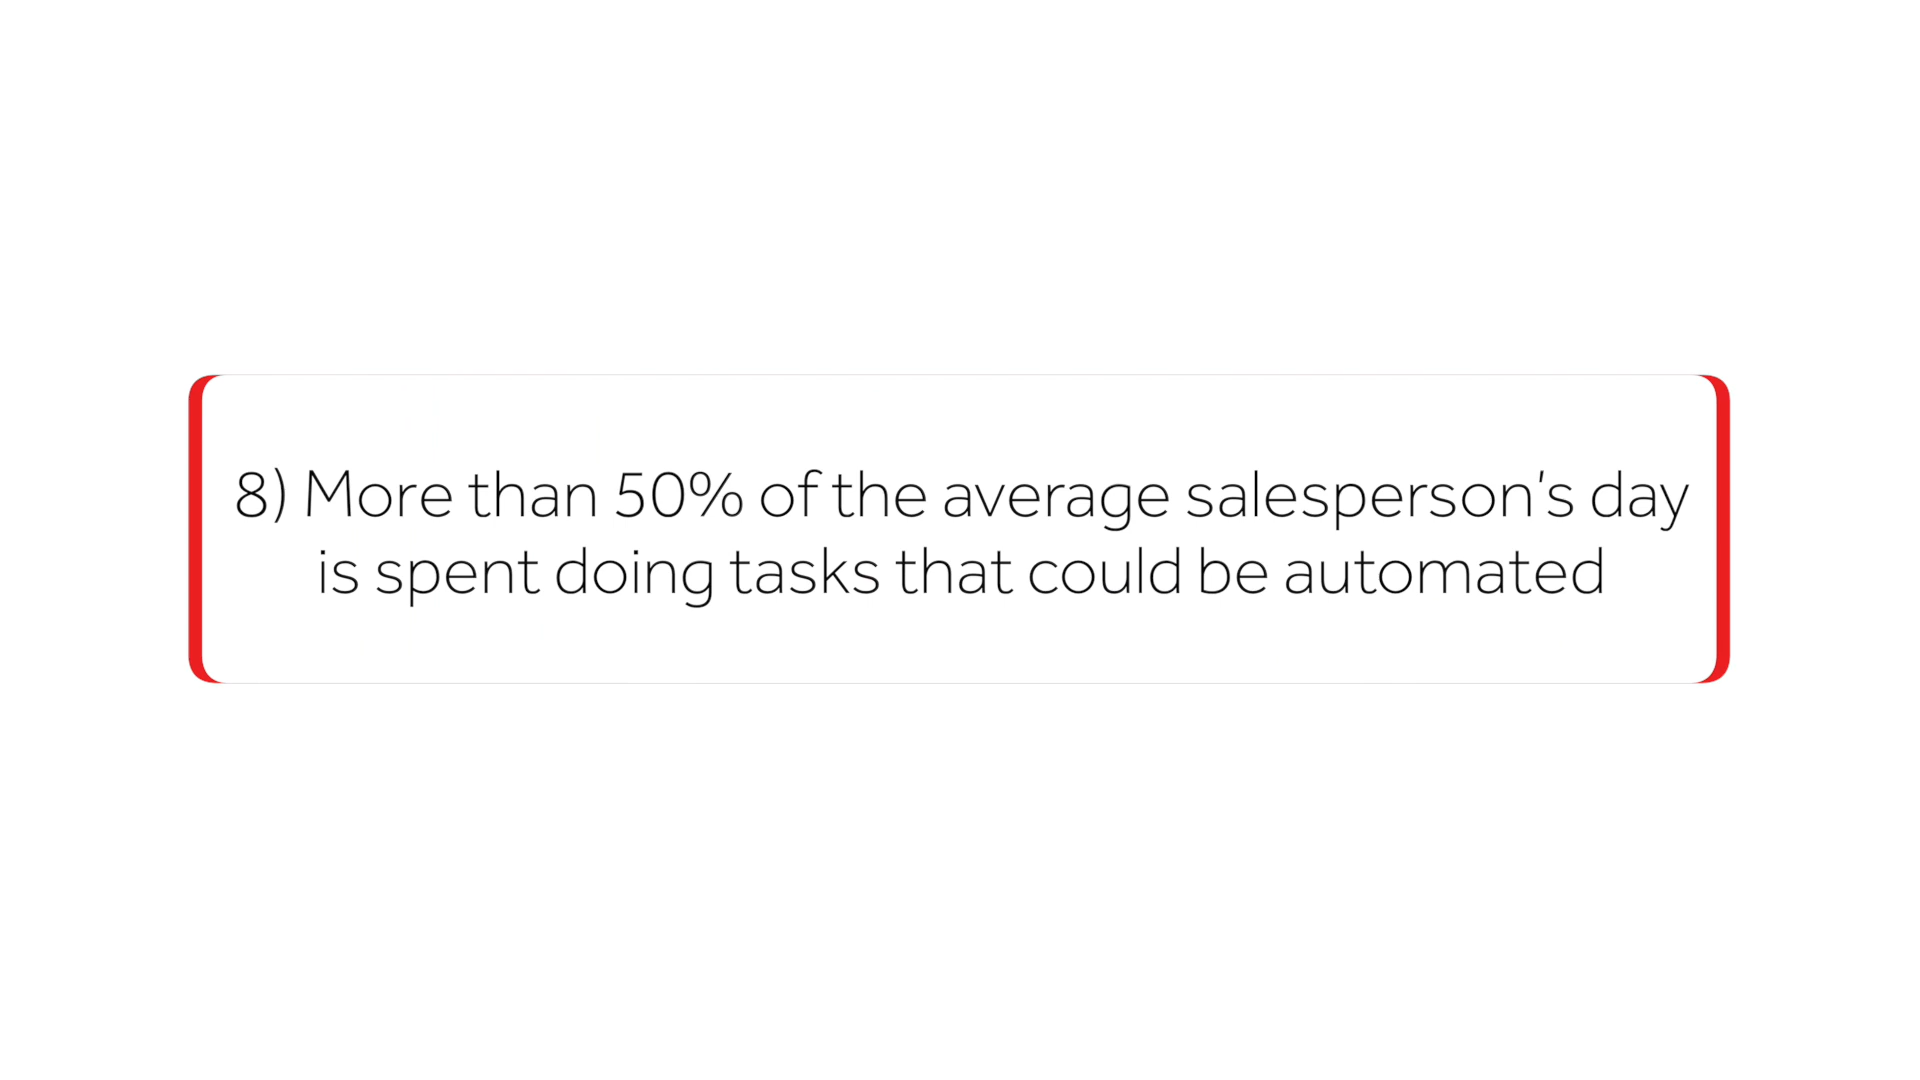 8) More than 50% of the average salesperson's day
is spent doing tasks that could be automated